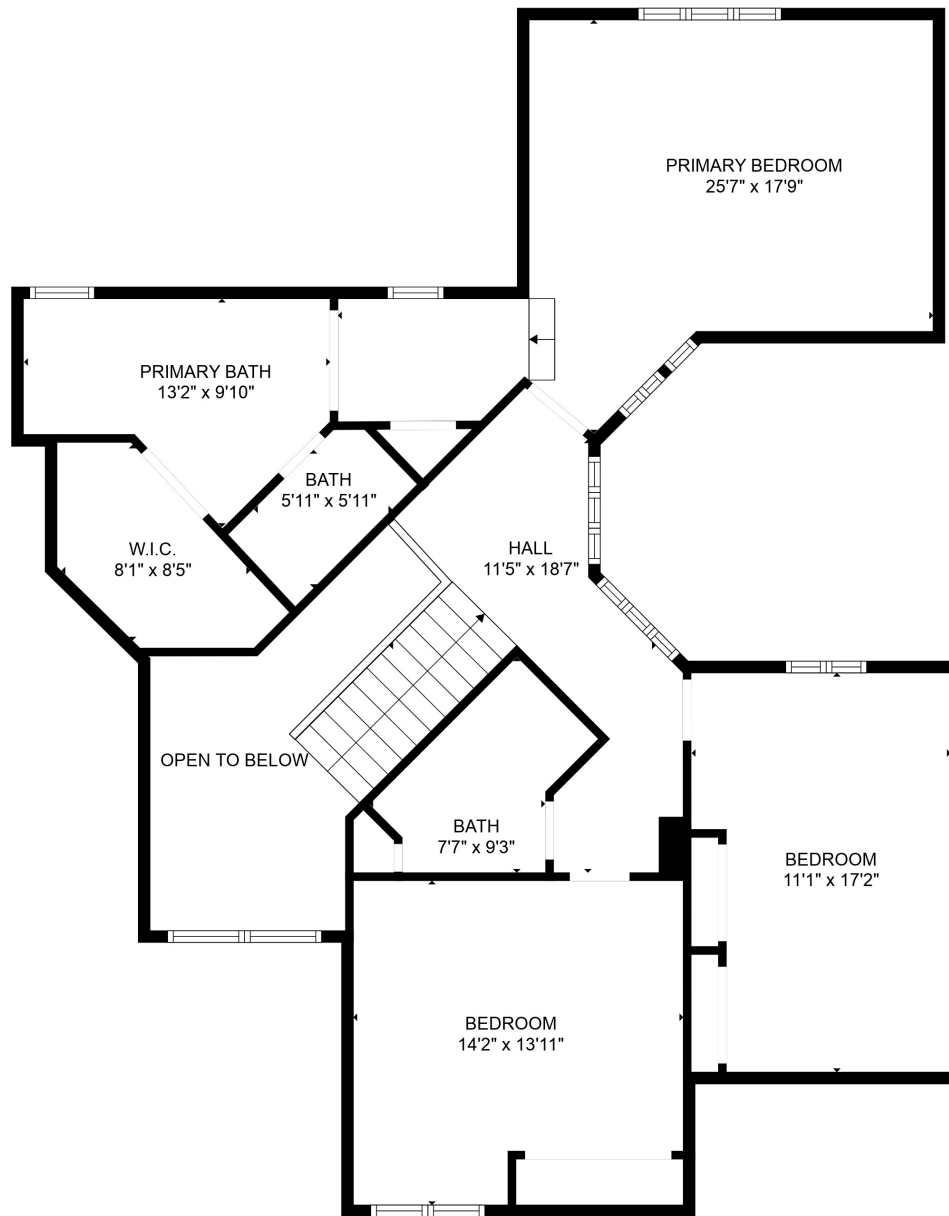 PRIMARY BEDROOM
25'7" x 17'9"
PRIMARY BATH
13'2" x 9'10"
BATH
5'11" x 5'11"
W.I.C.
8'1" x 8'5"
HALL
11'5" x 18'7"
OPEN TO BELOW
BATH
7'7" x 9'3"
BEDROOM
11'1" x 17'2"
BEDROOM
14'2" x 13'11"